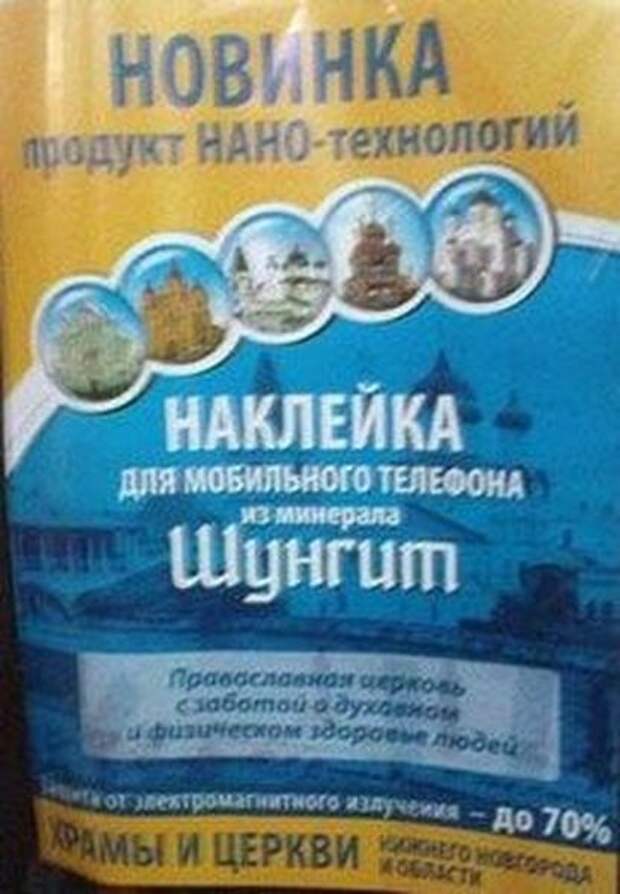 НОВИНКА
продукт НАНО-технологий
НАКЛЕЙКА
ДЛЯ МОБИЛЬНОГО ТЕЛЕФОНА
из минерала
Шунгит
Православная церковь
с заботой о духовном
и физическом здоровье людей
от электромагнитного излучения – до 70%
ХРАМЫ И ЦЕРКВИ НИЖНЕГО НОВГОРОДА
И ОБЛАСТИ